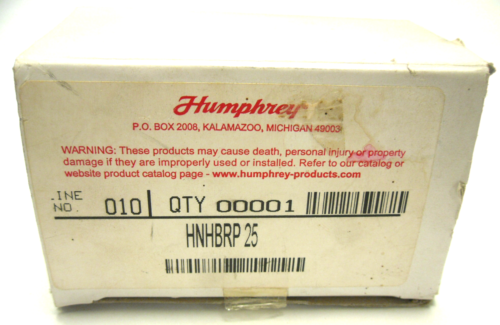 Humphrey
P.O. BOX 2008, KALAMAZOO, MICHIGAN 49003
WARNING: These products may cause death, personal injury or property
damage if they are improperly used or installed. Refer to our catalog or
website product catalog page - www.humphrey-products.com.
LINE
NO. 010 QTY 00001
HNHBRP 25